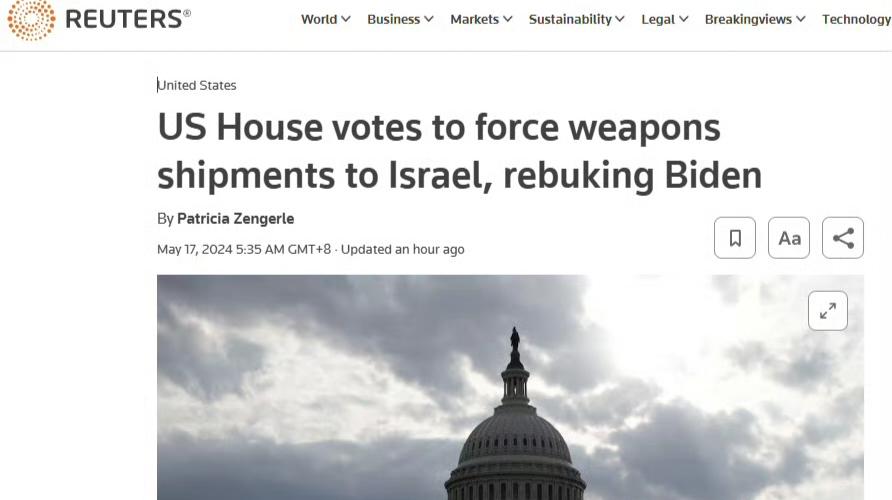 REUTERS®
World Business Markets Sustainability Legal Breakingviews Technology
United States
US House votes to force weapons
shipments to Israel, rebuking Biden
By Patricia Zengerle
May 17, 2024 5:35 AM GMT+8 · Updated an hour ago
Aa